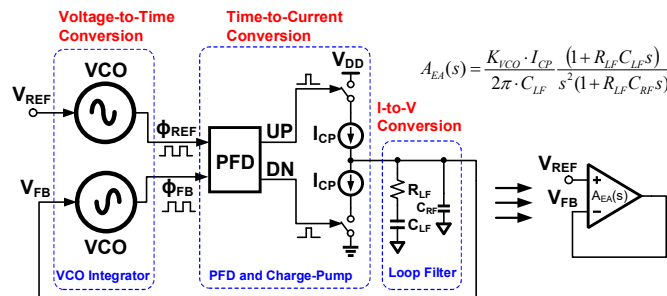 Voltage-to-Time
Conversion
Time-to-Current
Conversion
VCO
V_REF
Φ_REF
PFD
UP
DN
V_DD
I_CP
I_CP
V_FB
Φ_FB
VCO
VCO Integrator
PFD and Charge-Pump
I-to-V
Conversion
R_LF
C_LF
C_RF
Loop Filter
A_EA(s) = K_VCO · I_CP / 2π · C_LF (1 + R_LF C_LF s) / s²(1 + R_LF C_RF s)
V_REF
V_FB
+
−
A_EA(s)